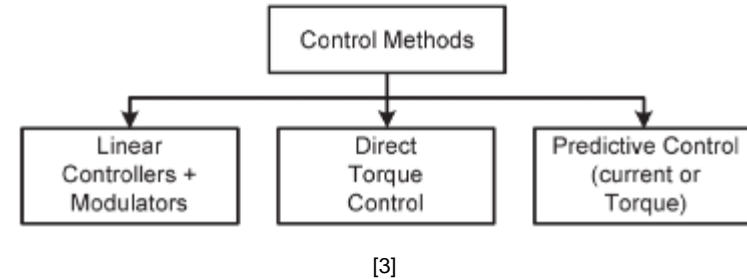 Control Methods
Linear
Controllers +
Modulators
Direct
Torque
Control
Predictive Control
(current or
Torque)
[3]